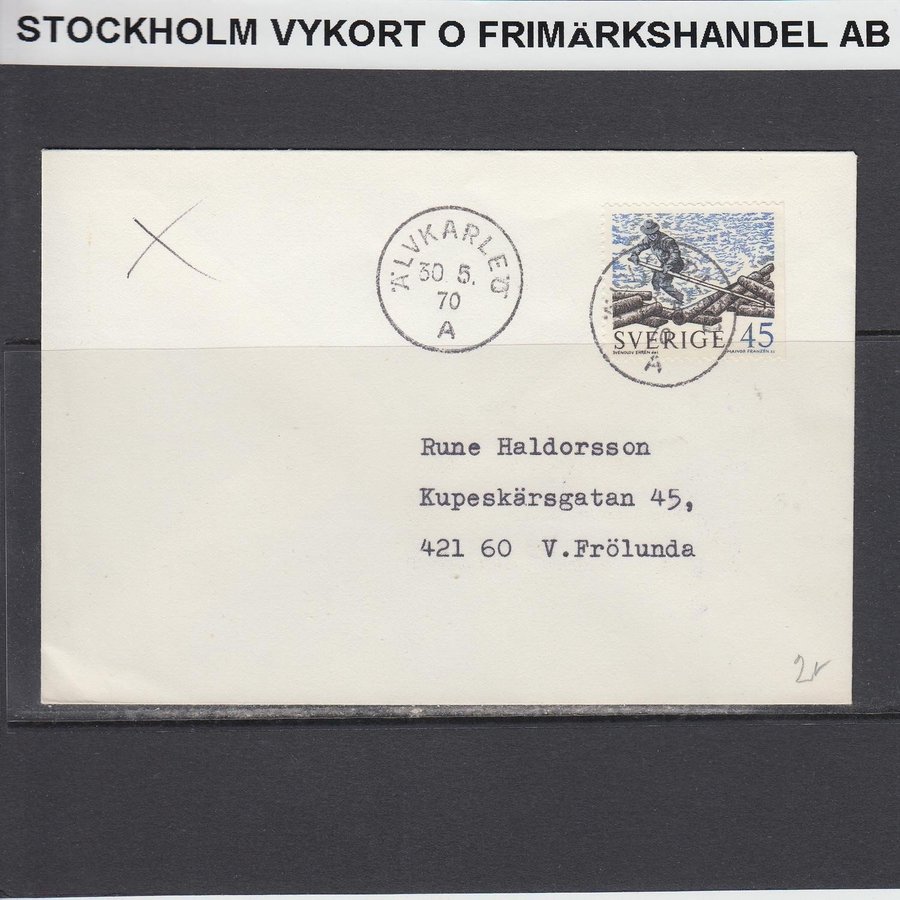 STOCKHOLM VYKORT O FRIMÄRKSHANDEL AB
ÄLVKARLEÖ
30. 5.
70
A
SVERIGE 45
A
Rune Haldorsson
Kupeskärsgatan 45,
421 60 V.Frölunda